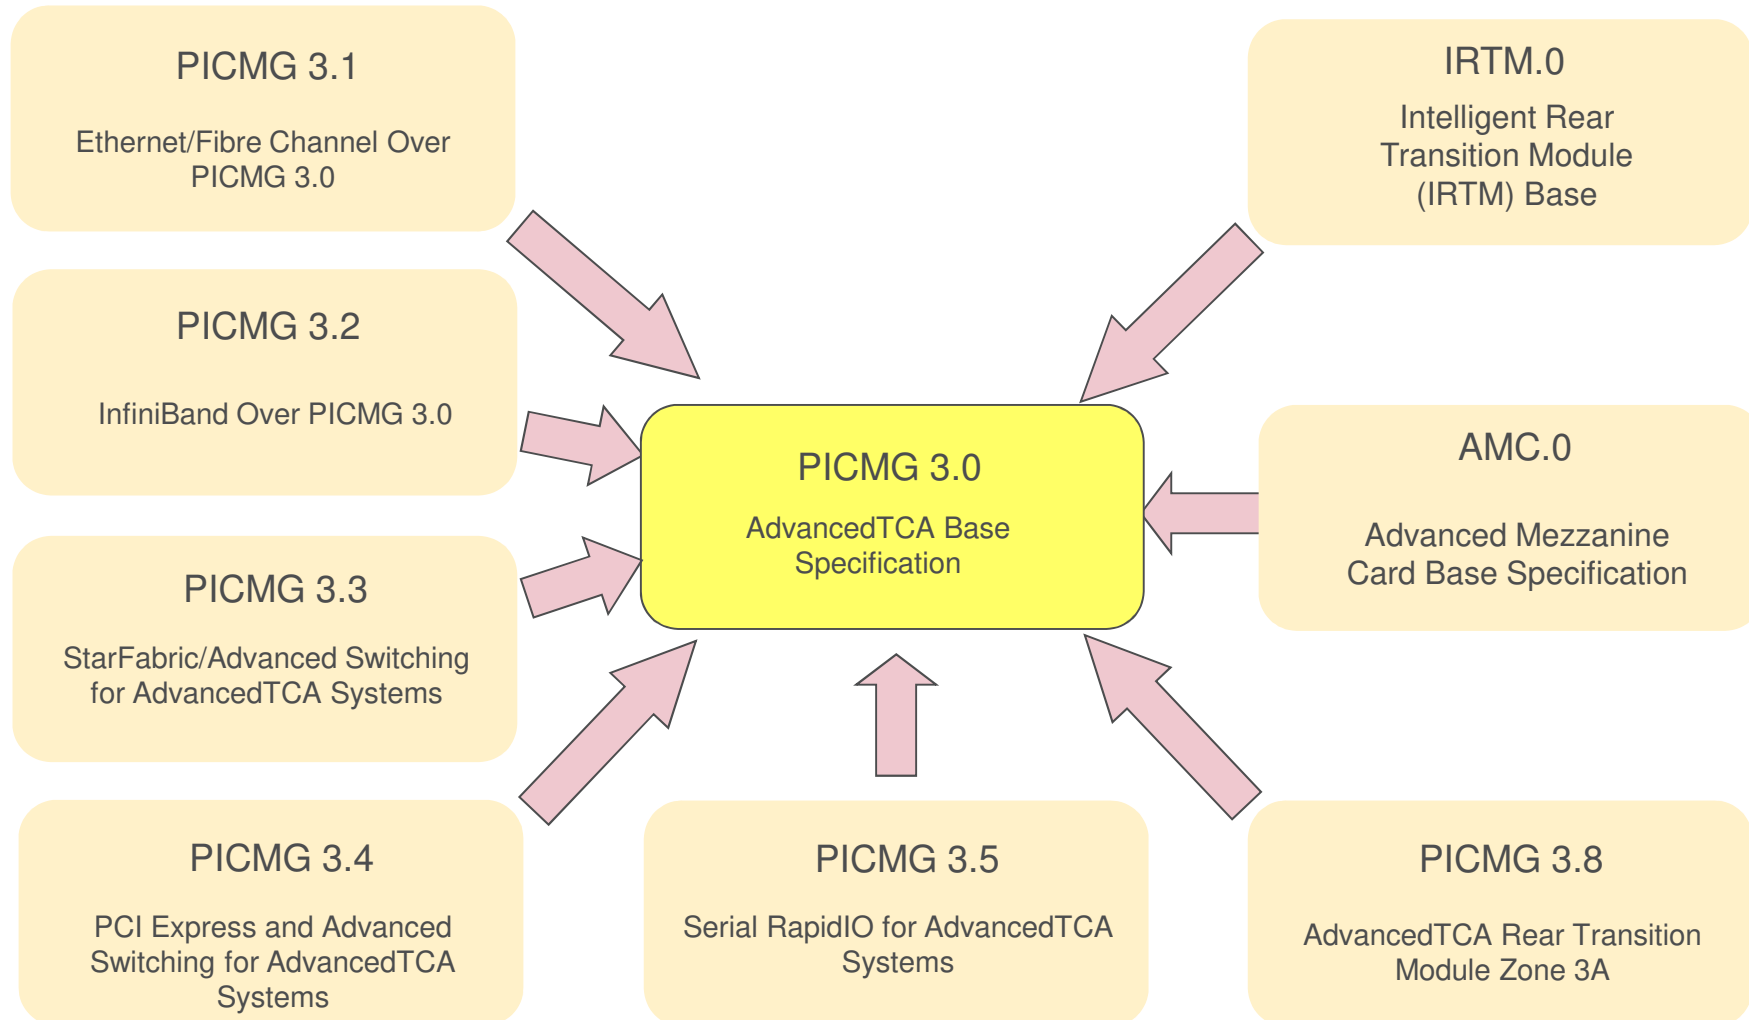 PICMG 3.1
Ethernet/Fibre Channel Over
PICMG 3.0
IRTM.0
Intelligent Rear
Transition Module
(IRTM) Base
PICMG 3.2
InfiniBand Over PICMG 3.0
PICMG 3.0
AdvancedTCA Base
Specification
AMC.0
Advanced Mezzanine
Card Base Specification
PICMG 3.3
StarFabric/Advanced Switching
for AdvancedTCA Systems
PICMG 3.4
PCI Express and Advanced
Switching for AdvancedTCA
Systems
PICMG 3.5
Serial RapidIO for AdvancedTCA
Systems
PICMG 3.8
AdvancedTCA Rear Transition
Module Zone 3A